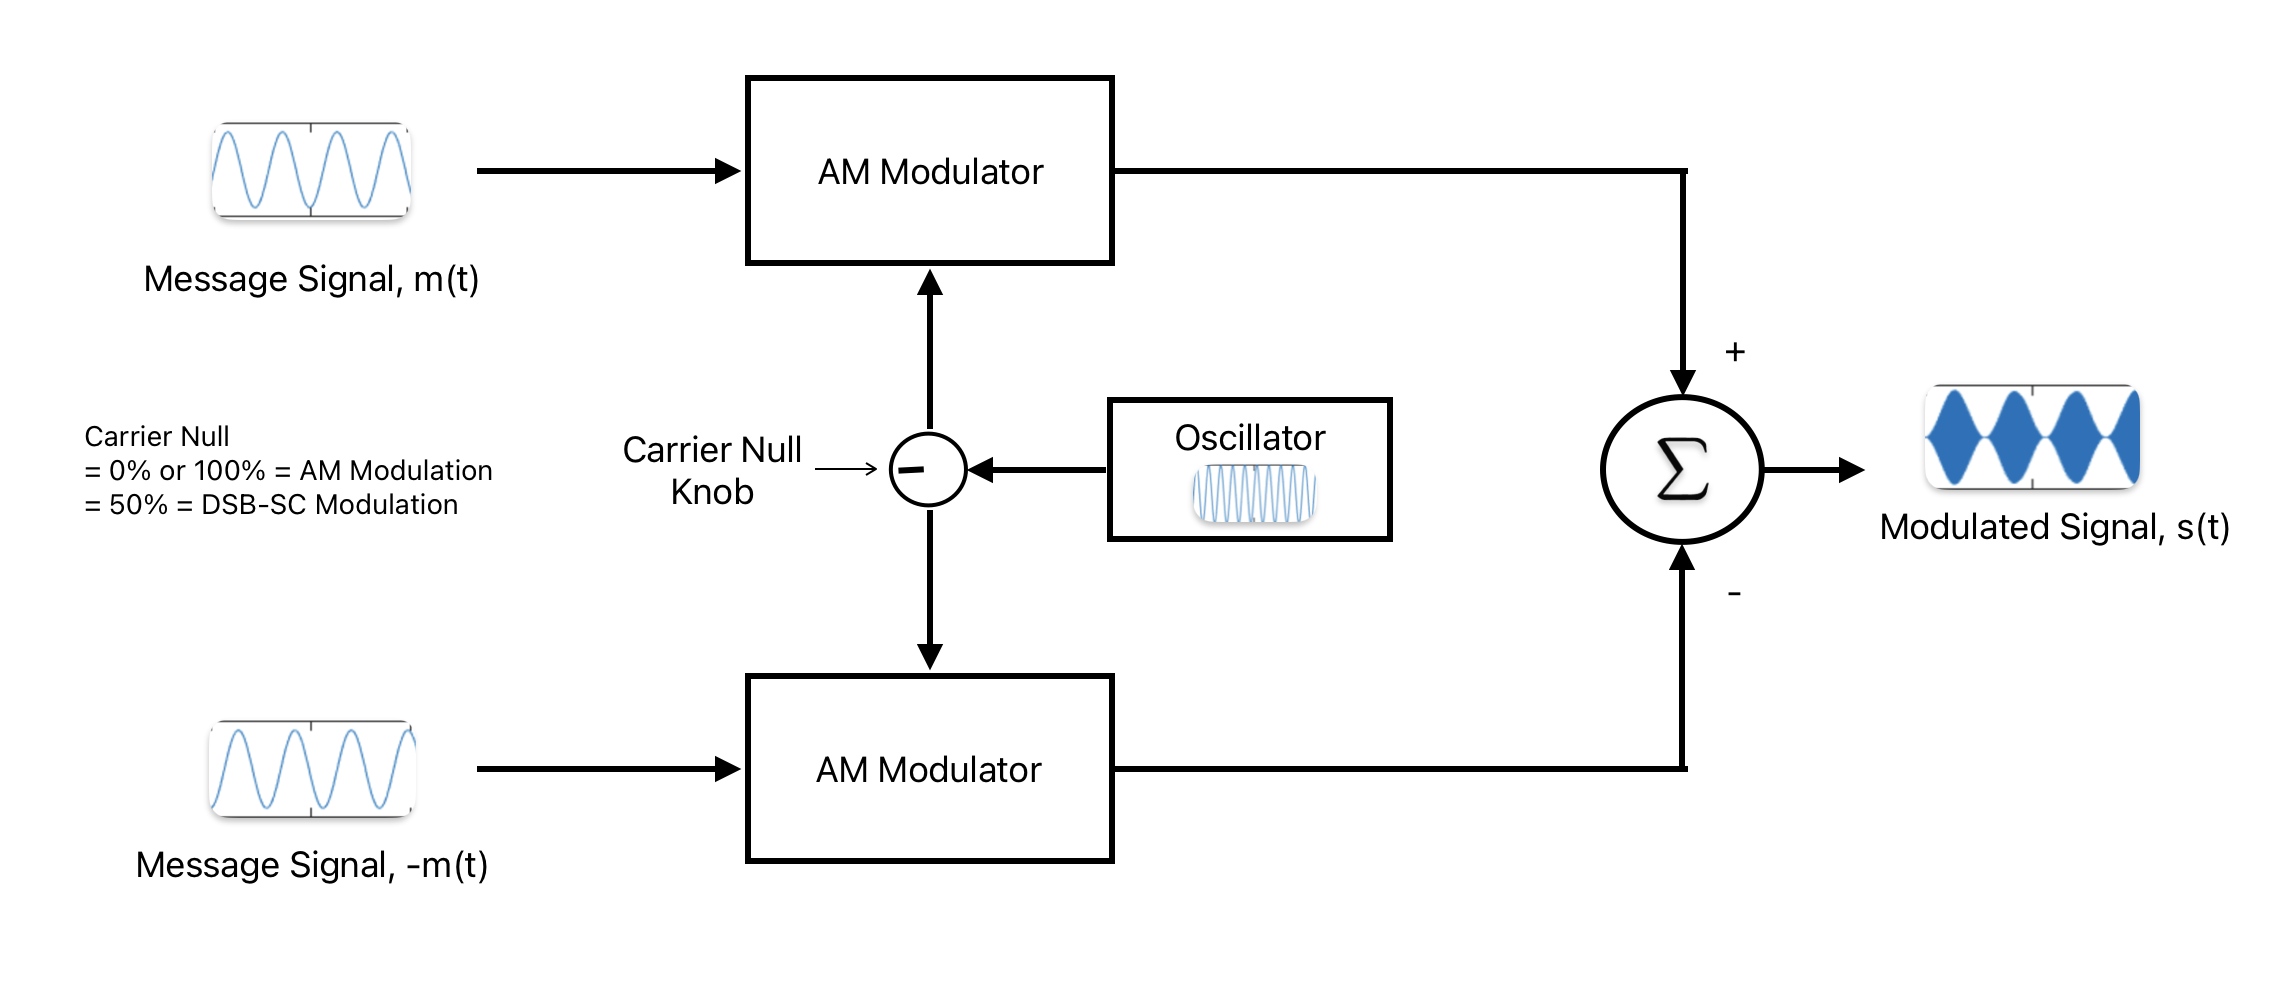 AM Modulator
Message Signal, m(t)
+
Carrier Null
= 0% or 100% = AM Modulation
= 50% = DSB-SC Modulation
Carrier Null
Knob
Oscillator
Σ
Modulated Signal, s(t)
-
AM Modulator
Message Signal, -m(t)